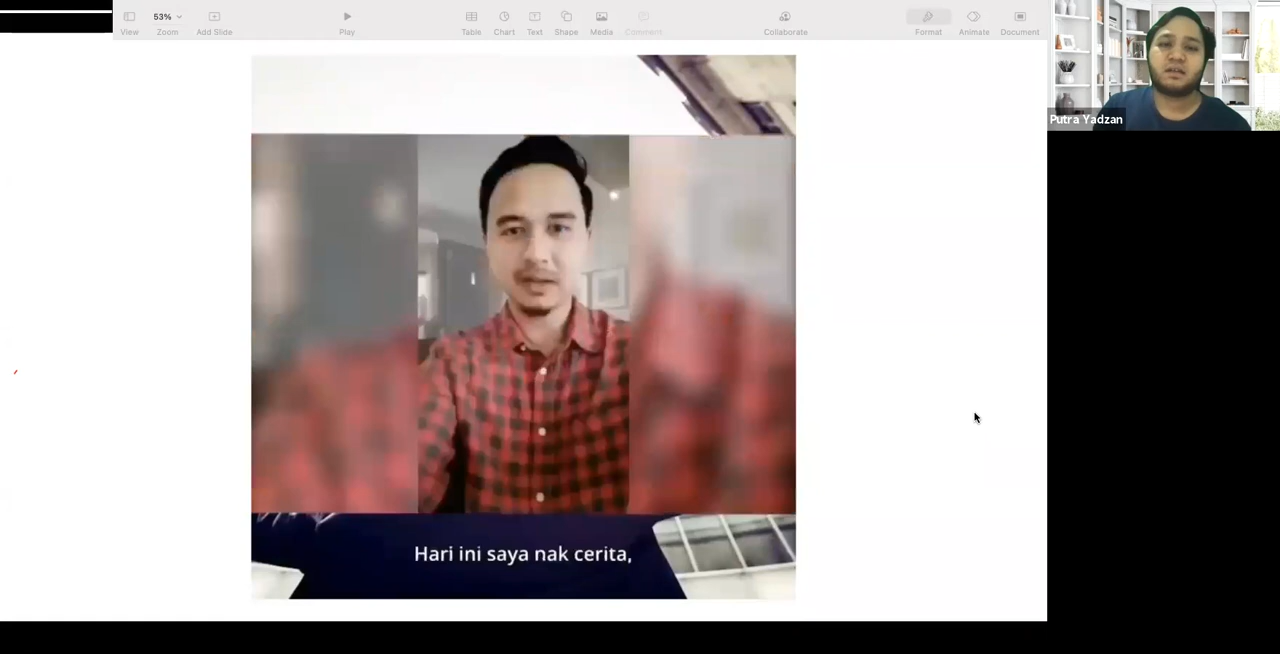 53%
View
Zoom
Add Slide
Play
Table
Chart
Text
Shape
Media
Comment
Collaborate
Format
Animate
Document
Putra Yadzan
Hari ini saya nak cerita,